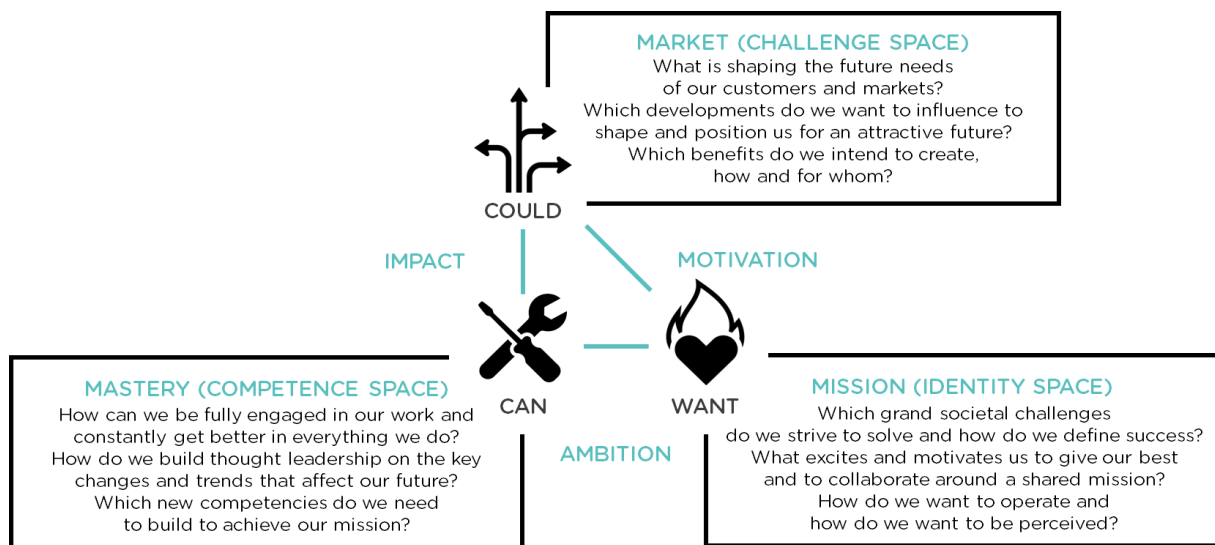 MARKET (CHALLENGE SPACE)
What is shaping the future needs
of our customers and markets?
Which developments do we want to influence to
shape and position us for an attractive future?
Which benefits do we intend to create,
how and for whom?
COULD
IMPACT
MOTIVATION
CAN
WANT
AMBITION
MASTERY (COMPETENCE SPACE)
How can we be fully engaged in our work and
constantly get better in everything we do?
How do we build thought leadership on the key
changes and trends that affect our future?
Which new competencies do we need
to build to achieve our mission?
MISSION (IDENTITY SPACE)
Which grand societal challenges
do we strive to solve and how do we define success?
What excites and motivates us to give our best
and to collaborate around a shared mission?
How do we want to operate and
how do we want to be perceived?